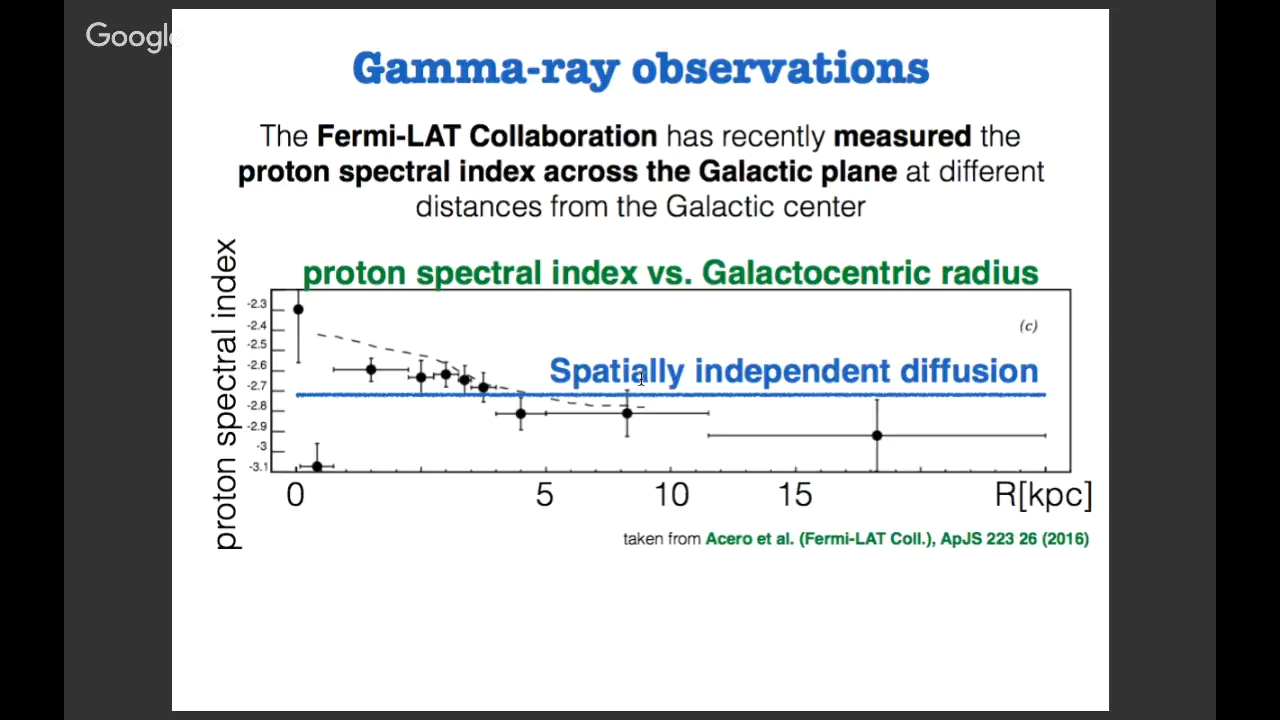 Google
Gamma-ray observations
The Fermi-LAT Collaboration has recently measured the
proton spectral index across the Galactic plane at different
distances from the Galactic center
proton spectral index vs. Galactocentric radius
proton spectral index
-2.3
-2.4
-2.5
-2.6
-2.7
-2.8
-2.9
-3
-3.1
(c)
Spatially independent diffusion
0 5 10 15 R[kpc]
taken from Acero et al. (Fermi-LAT Coll.), ApJS 223 26 (2016)